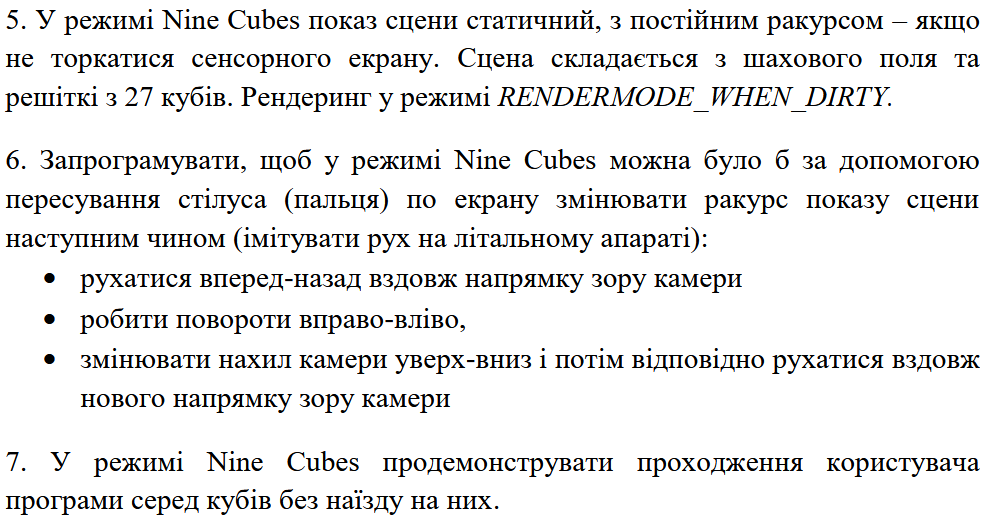 5. У режимі Nine Cubes показ сцени статичний, з постійним ракурсом – якщо
не торкатися сенсорного екрану. Сцена складається з шахового поля та
решіткі з 27 кубів. Рендеринг у режимі RENDERMODE_WHEN_DIRTY.
6. Запрограмувати, щоб у режимі Nine Cubes можна було б за допомогою
пересування стілуса (пальця) по екрану змінювати ракурс показу сцени
наступним чином (імітувати рух на літальному апараті):
• рухатися вперед-назад вздовж напрямку зору камери
• робити повороти вправо-вліво,
• змінювати нахил камери уверх-вниз і потім відповідно рухатися вздовж
нового напрямку зору камери
7. У режимі Nine Cubes продемонструвати проходження користувача
програми серед кубів без наїзду на них.